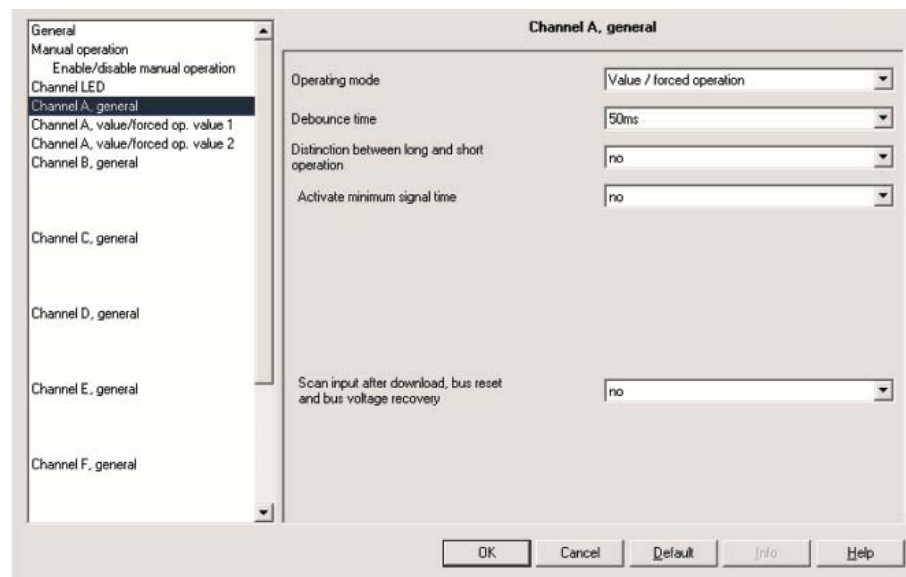 General
Manual operation
Enable/disable manual operation
Channel LED
Channel A, general
Channel A, value/forced op. value 1
Channel A, value/forced op. value 2
Channel B, general
Channel C, general
Channel D, general
Channel E, general
Channel F, general
Channel A, general
Operating mode
Value / forced operation
Debounce time
50ms
Distinction between long and short
operation
no
Activate minimum signal time
no
Scan input after download, bus reset
and bus voltage recovery
no
OK
Cancel
Default
Info
Help